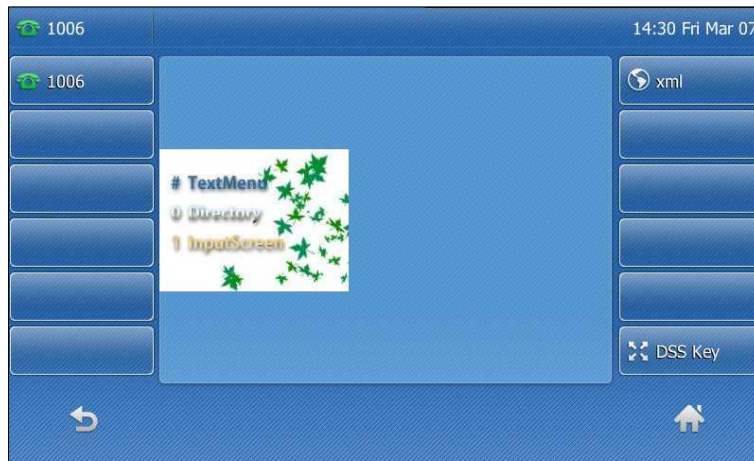 1006
14:30 Fri Mar 07
1006
xml
# TextMenu
0 Directory
1 InputScreen
DSS Key